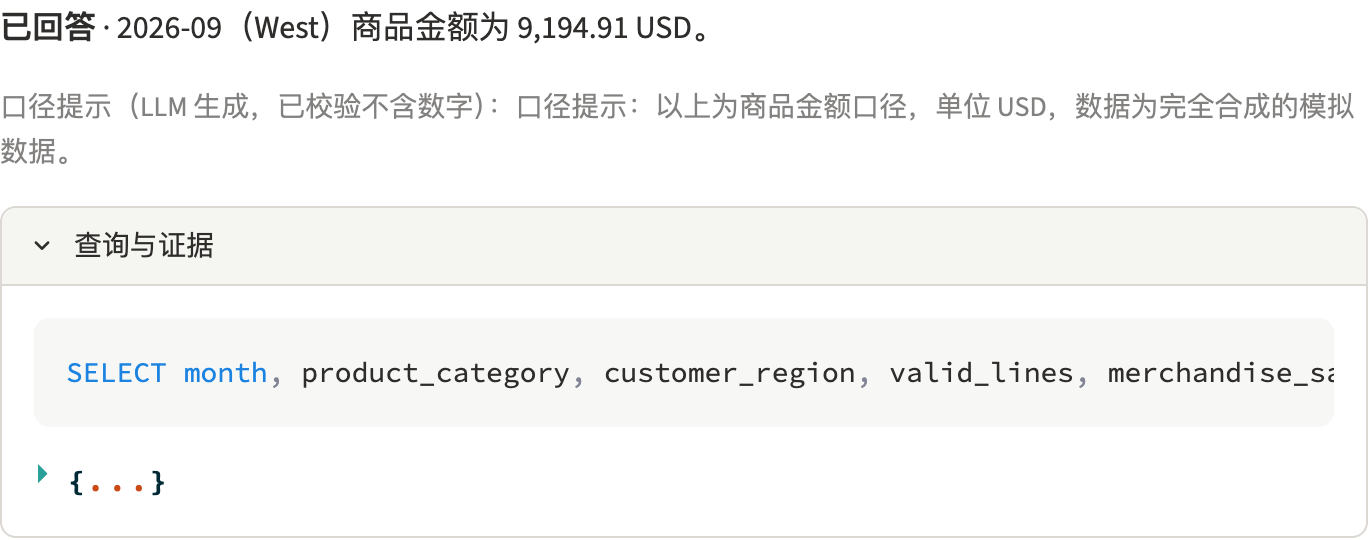 已回答 · 2026-09（West）商品金额为 9,194.91 USD。
口径提示（LLM 生成，已校验不含数字）：口径提示：以上为商品金额口径，单位 USD，数据为完全合成的模拟
数据。
查询与证据
SELECT month, product_category, customer_region, valid_lines, merchandise_sa
{...}